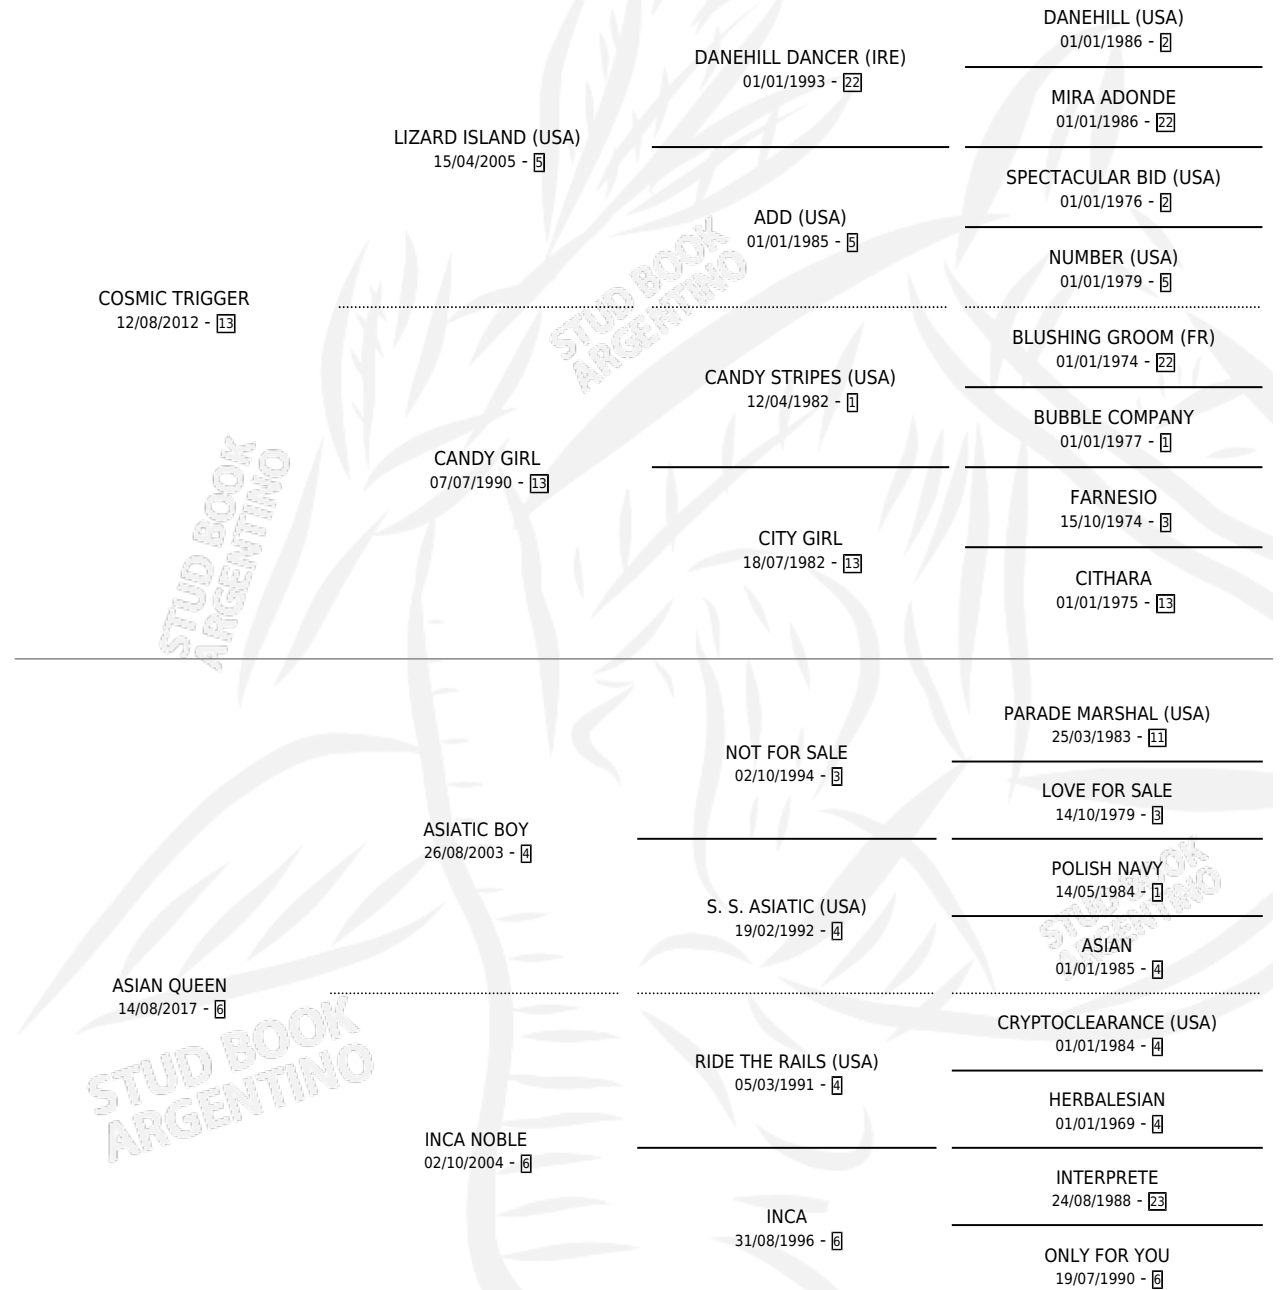 DANEHILL (USA)
01/01/1986 - 2
DANEHILL DANCER (IRE)
01/01/1993 - 22
MIRA ADONDE
01/01/1986 - 22
LIZARD ISLAND (USA)
15/04/2005 - 5
SPECTACULAR BID (USA)
01/01/1976 - 2
ADD (USA)
01/01/1985 - 5
NUMBER (USA)
01/01/1979 - 5
COSMIC TRIGGER
12/08/2012 - 13
BLUSHING GROOM (FR)
01/01/1974 - 22
CANDY STRIPES (USA)
12/04/1982 - 1
BUBBLE COMPANY
01/01/1977 - 1
CANDY GIRL
07/07/1990 - 13
FARNESIO
15/10/1974 - 3
CITY GIRL
18/07/1982 - 13
CITHARA
01/01/1975 - 13
PARADE MARSHAL (USA)
25/03/1983 - 11
NOT FOR SALE
02/10/1994 - 3
LOVE FOR SALE
14/10/1979 - 3
ASIATIC BOY
26/08/2003 - 4
POLISH NAVY
14/05/1984 - 1
S. S. ASIATIC (USA)
19/02/1992 - 4
ASIAN
01/01/1985 - 4
ASIAN QUEEN
14/08/2017 - 6
CRYPTOCLEARANCE (USA)
01/01/1984 - 4
RIDE THE RAILS (USA)
05/03/1991 - 4
HERBALESIAN
01/01/1969 - 4
INCA NOBLE
02/10/2004 - 6
INTERPRETE
24/08/1988 - 23
INCA
31/08/1996 - 6
ONLY FOR YOU
19/07/1990 - 6
STUD BOOK
ARGENTINO
STUD BOOK
ARGENTINO
STUD BOOK
ARGENTINO
STUD BOOK
ARGENTINO